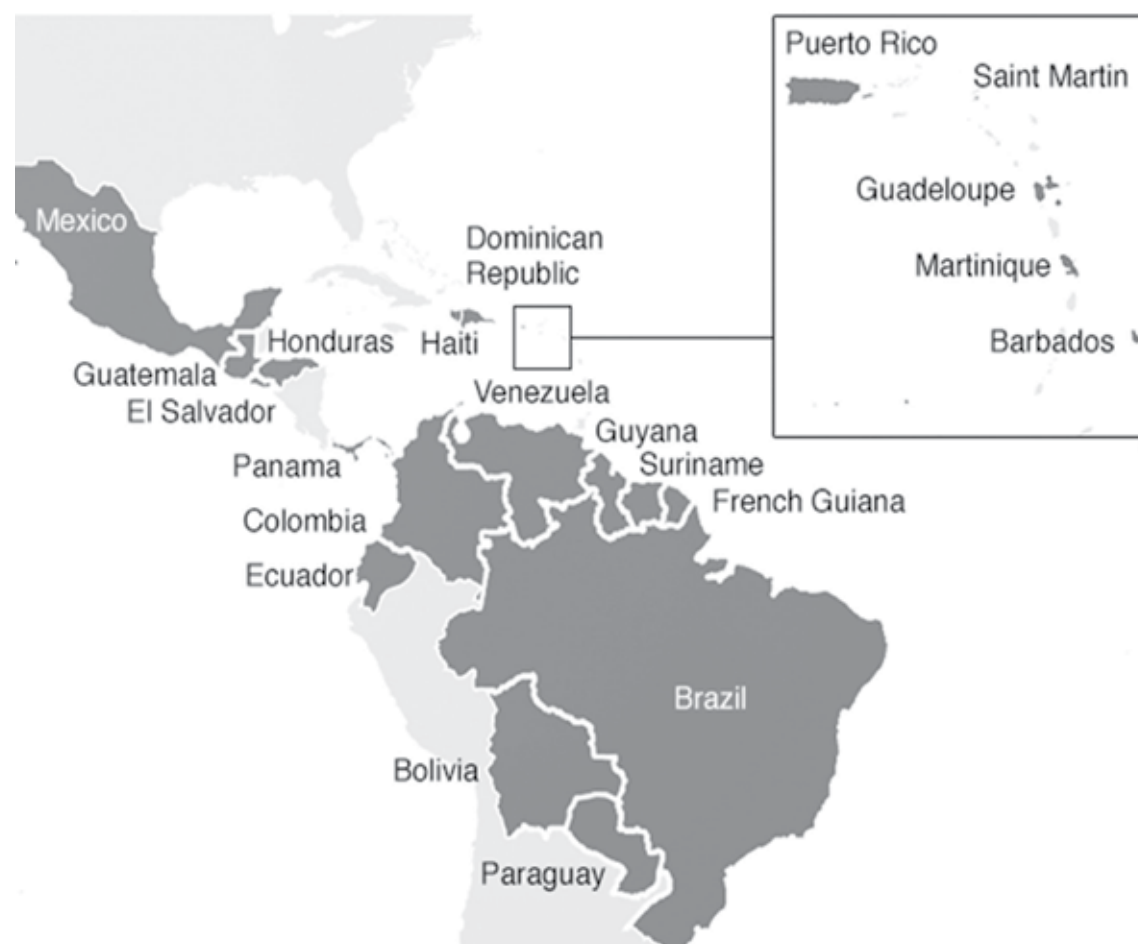 Puerto Rico
Saint Martin
Guadeloupe
Martinique
Barbados
Mexico
Dominican
Republic
Honduras
Haiti
Guatemala
El Salvador
Venezuela
Guyana
Panama
Suriname
French Guiana
Colombia
Ecuador
Brazil
Bolivia
Paraguay